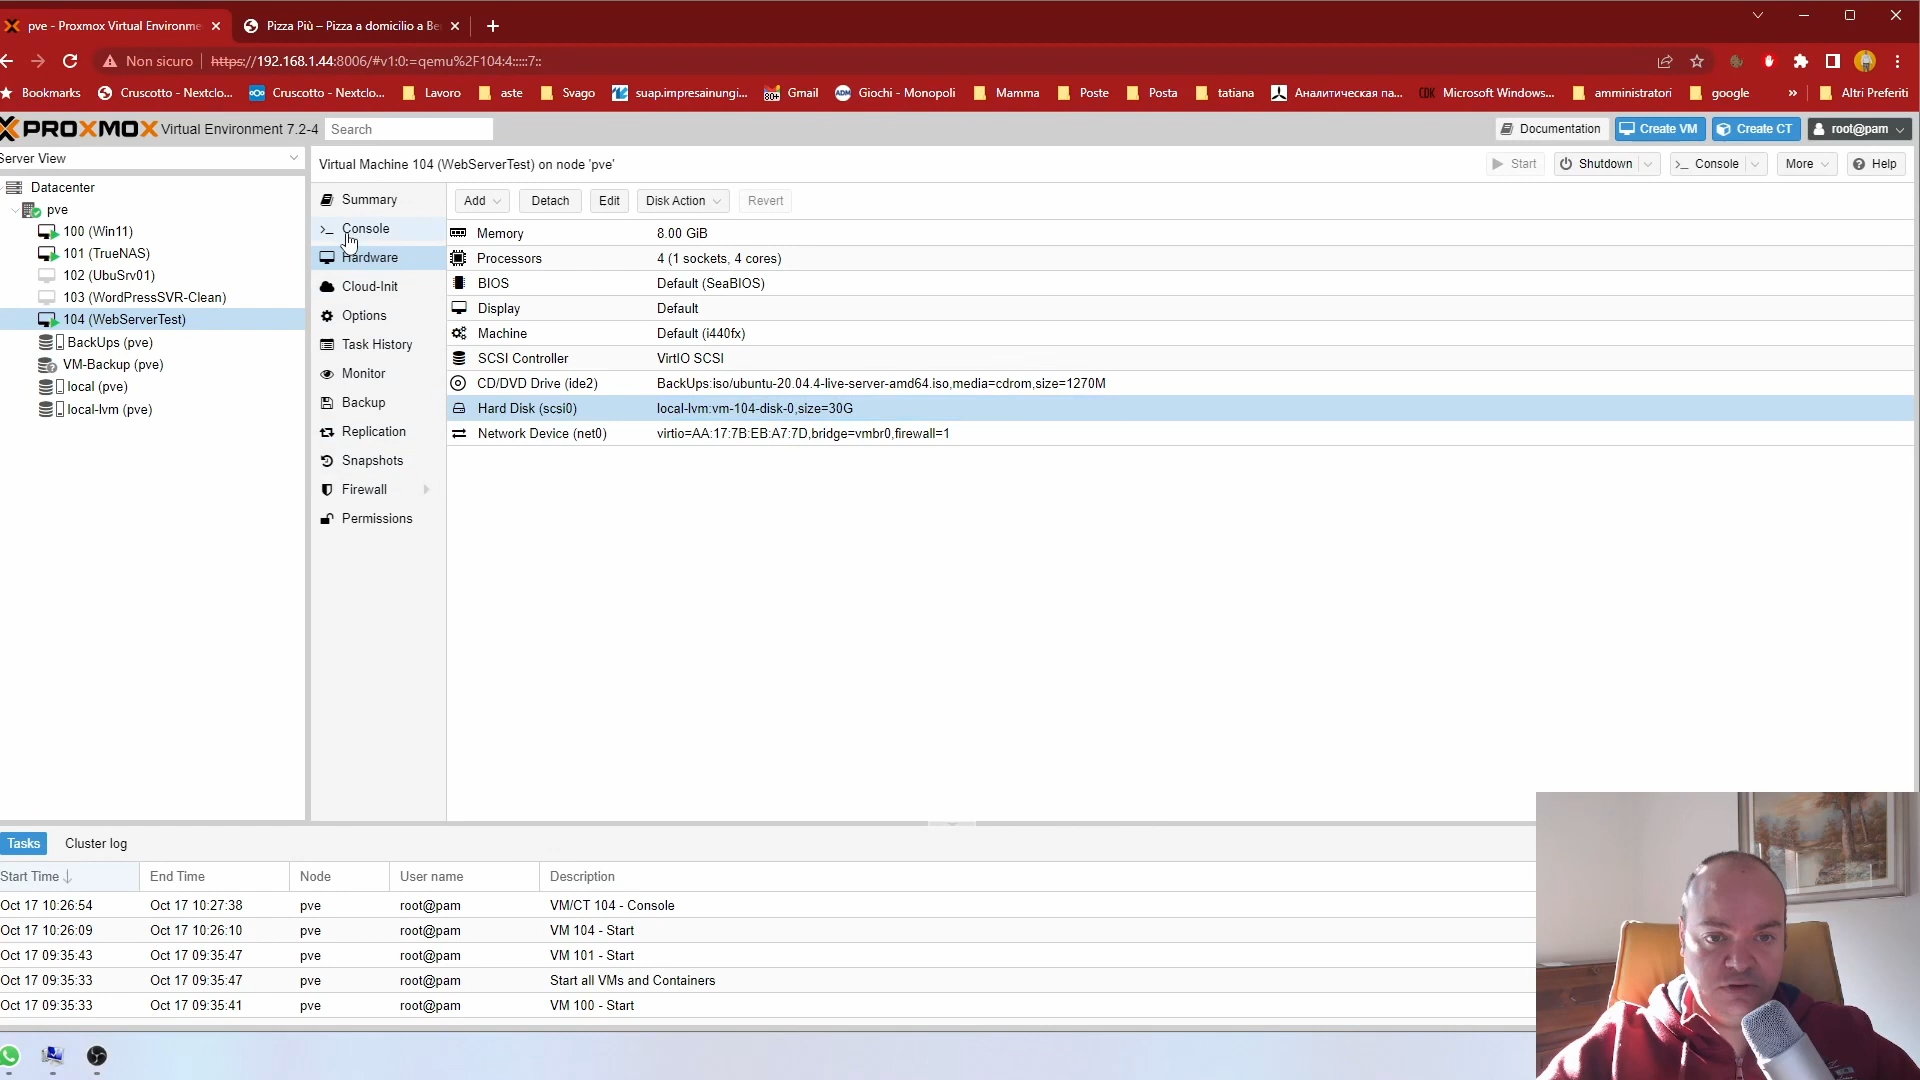 pve - Proxmox Virtual Environme
Pizza Più – Pizza a domicilio a Be
Non sicuro
https://192.168.1.44:8006/#v1:0:=qemu%2F104:4:::::7::
Bookmarks
Cruscotto - Nextclo...
Cruscotto - Nextclo...
Lavoro
aste
Svago
suap.impresainungi...
Gmail
Giochi - Monopoli
Mamma
Poste
Posta
tatiana
Аналитическая па...
Microsoft Windows...
amministratori
google
»
Altri Preferiti
PROXMOX Virtual Environment 7.2-4
Search
Documentation
Create VM
Create CT
root@pam
Server View
Virtual Machine 104 (WebServerTest) on node 'pve'
Start
Shutdown
Console
More
Help
Datacenter
pve
100 (Win11)
101 (TrueNAS)
102 (UbuSrv01)
103 (WordPressSVR-Clean)
104 (WebServerTest)
BackUps (pve)
VM-Backup (pve)
local (pve)
local-lvm (pve)
Summary
Console
Hardware
Cloud-Init
Options
Task History
Monitor
Backup
Replication
Snapshots
Firewall
Permissions
Add
Detach
Edit
Disk Action
Revert
Memory 8.00 GiB
Processors 4 (1 sockets, 4 cores)
BIOS Default (SeaBIOS)
Display Default
Machine Default (i440fx)
SCSI Controller VirtIO SCSI
CD/DVD Drive (ide2) BackUps:iso/ubuntu-20.04.4-live-server-amd64.iso,media=cdrom,size=1270M
Hard Disk (scsi0) local-lvm:vm-104-disk-0,size=30G
Network Device (net0) virtio=AA:17:7B:EB:A7:7D,bridge=vmbr0,firewall=1
Tasks
Cluster log
Start Time End Time Node User name Description
Oct 17 10:26:54 Oct 17 10:27:38 pve root@pam VM/CT 104 - Console
Oct 17 10:26:09 Oct 17 10:26:10 pve root@pam VM 104 - Start
Oct 17 09:35:43 Oct 17 09:35:47 pve root@pam VM 101 - Start
Oct 17 09:35:33 Oct 17 09:35:47 pve root@pam Start all VMs and Containers
Oct 17 09:35:33 Oct 17 09:35:41 pve root@pam VM 100 - Start